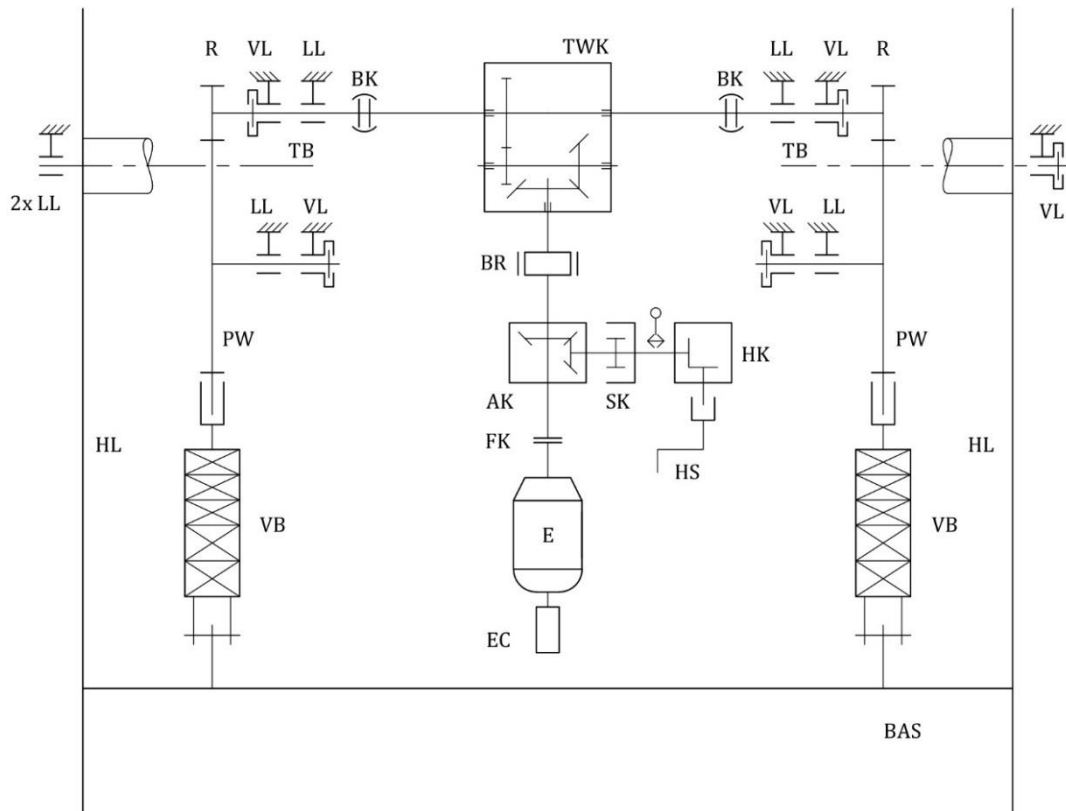 R VL LL TWK LL VL R
BK BK
TB TB
2x LL VL
LL VL VL LL
BR
PW PW
HK
AK SK
FK
HL HS HL
VB E VB
EC
BAS